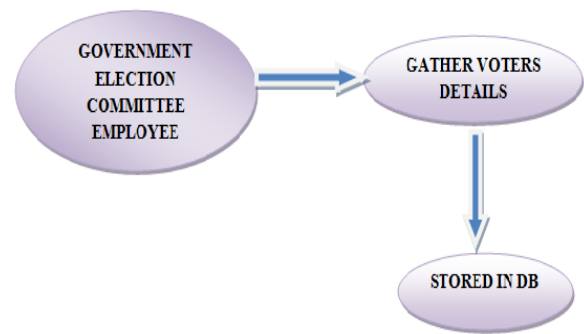 GOVERNMENT
ELECTION
COMMITTEE
EMPLOYEE
GATHER VOTERS
DETAILS
STORED IN DB